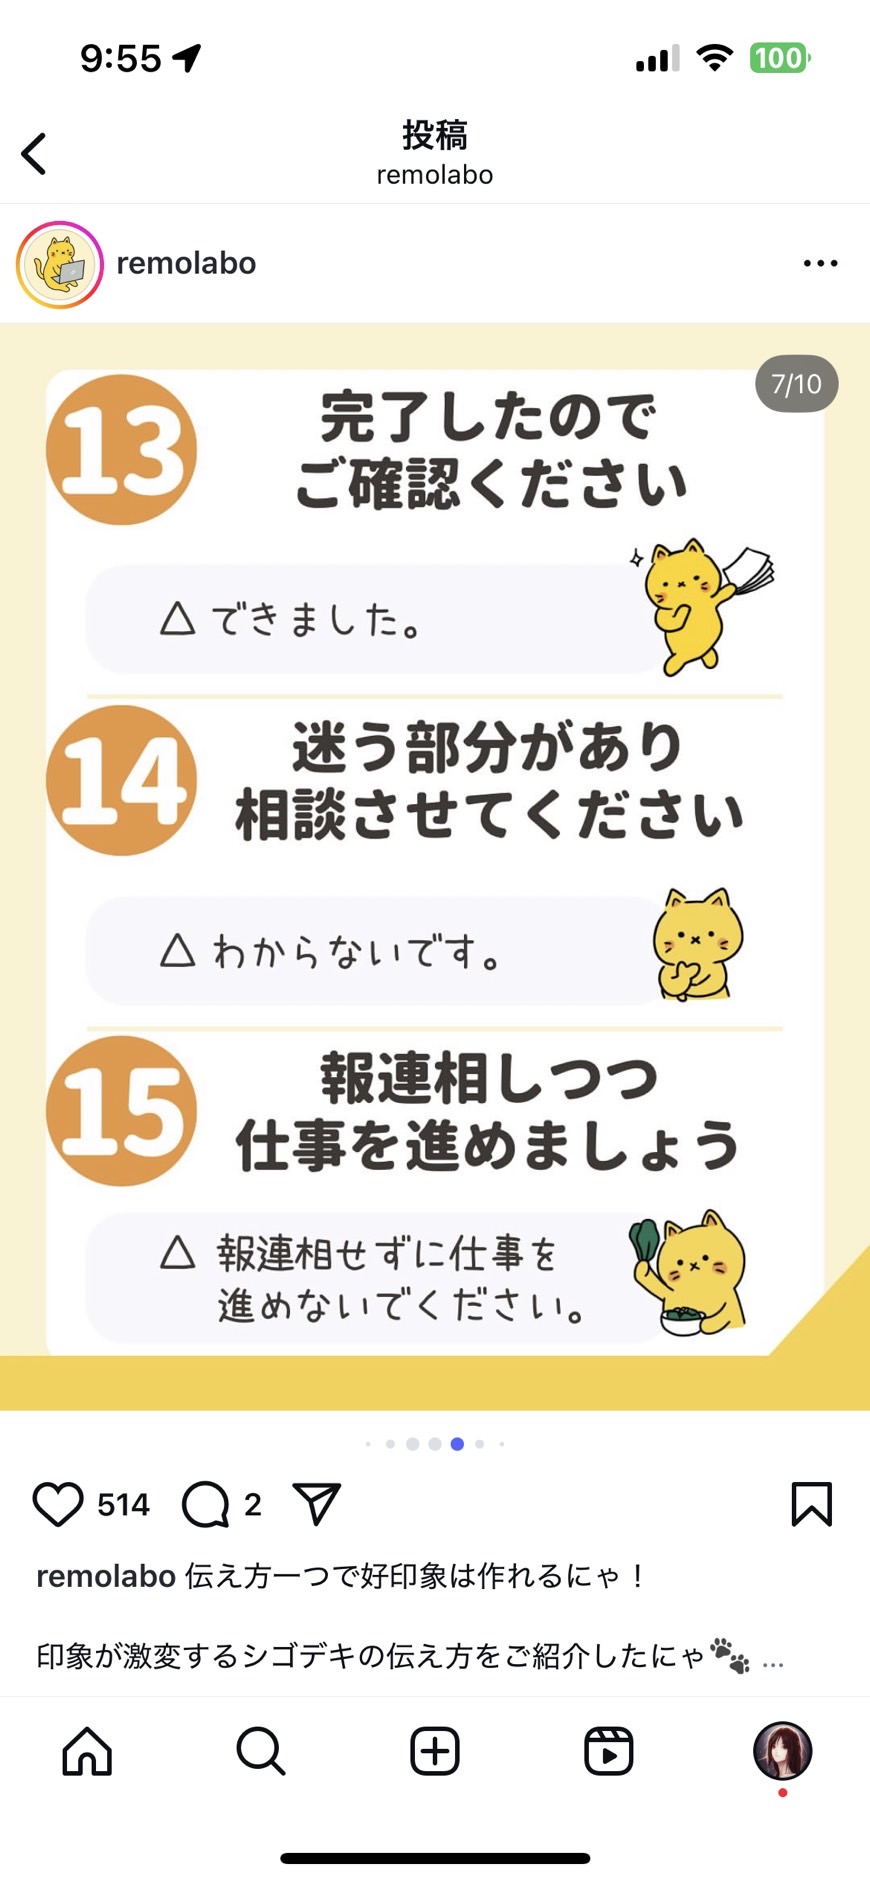 9:55
100
投稿
remolabo
remolabo
7/10
13
完了したので
ご確認ください
△ できました。
14
迷う部分があり
相談させてください
△ わからないです。
15
報連相しつつ
仕事を進めましょう
△ 報連相せずに仕事を
進めないでください。
514
2
remolabo 伝え方一つで好印象は作れるにゃ！
印象が激変するシゴデキの伝え方をご紹介したにゃ🐾 ...